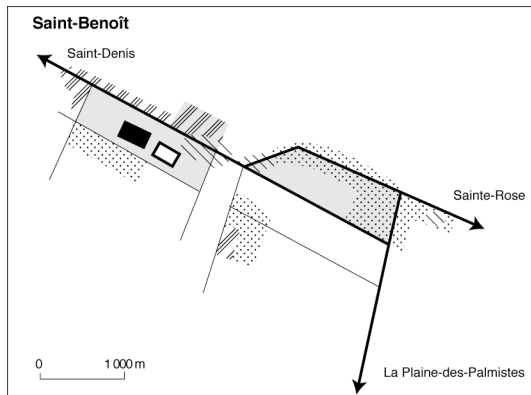 Saint-Benoît
Saint-Denis
Sainte-Rose
La Plaine-des-Palmistes
0 1 000 m